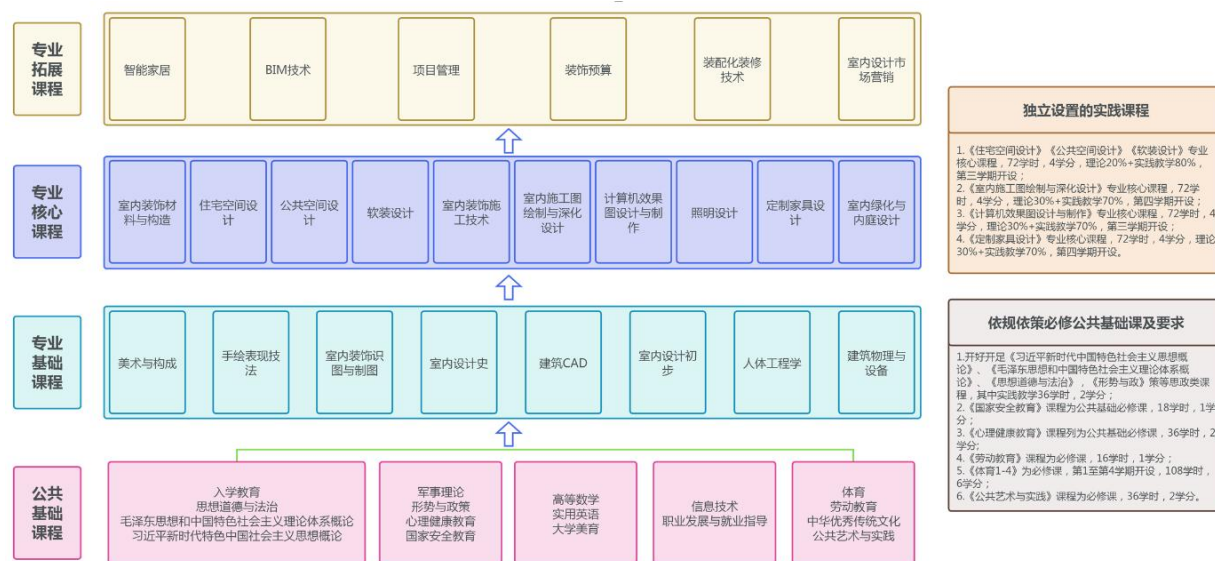 专业
拓展
课程
智能家居
BIM技术
项目管理
装饰预算
装配化装修
技术
室内设计市
场营销
专业
核心
课程
室内装饰材
料与构造
住宅空间设
计
公共空间设
计
软装设计
室内装饰施
工技术
室内施工图
绘制与深化
设计
计算机效果
图设计与制
作
照明设计
定制家具设
计
室内绿化与
内庭设计
专业
基础
课程
美术与构成
手绘表现技
法
室内装饰识
图与制图
室内设计史
建筑CAD
室内设计初
步
人体工程学
建筑物理与
设备
公共
基础
课程
入学教育
思想道德与法治
毛泽东思想和中国特色社会主义理论体系概论
习近平新时代特色中国社会主义思想概论
军事理论
形势与政策
心理健康教育
国家安全教育
高等数学
实用英语
大学美育
信息技术
职业发展与就业指导
体育
劳动教育
中华优秀传统文化
公共艺术与实践
独立设置的实践课程
1.《住宅空间设计》《公共空间设计》《软装设计》专业
核心课程，72学时，4学分，理论20%+实践教学80%，
第三学期开设；
2.《室内施工图绘制与深化设计》专业核心课程，72学
时，4学分，理论30%+实践教学70%，第四学期开设；
3.《计算机效果图设计与制作》专业核心课程，72学时，4
学分，理论30%+实践教学70%，第三学期开设；
4.《定制家具设计》专业核心课程，72学时，4学分，理论
30%+实践教学70%，第四学期开设。
依规依策必修公共基础课及要求
1.开好开足《习近平新时代中国特色社会主义思想概
论》、《毛泽东思想和中国特色社会主义理论体系概
论》、《思想道德与法治》，《形势与政》策等思政类课
程，其中实践教学36学时，2学分；
2.《国家安全教育》课程为公共基础必修课，18学时，1学
分；
3.《心理健康教育》课程列为公共基础必修课，36学时，2
学分;
4.《劳动教育》课程为必修课，16学时，1学分；
5.《体育1-4》为必修课，第1至第4学期开设，108学时，
6学分；
6.《公共艺术与实践》课程为必修课，36学时，2学分。